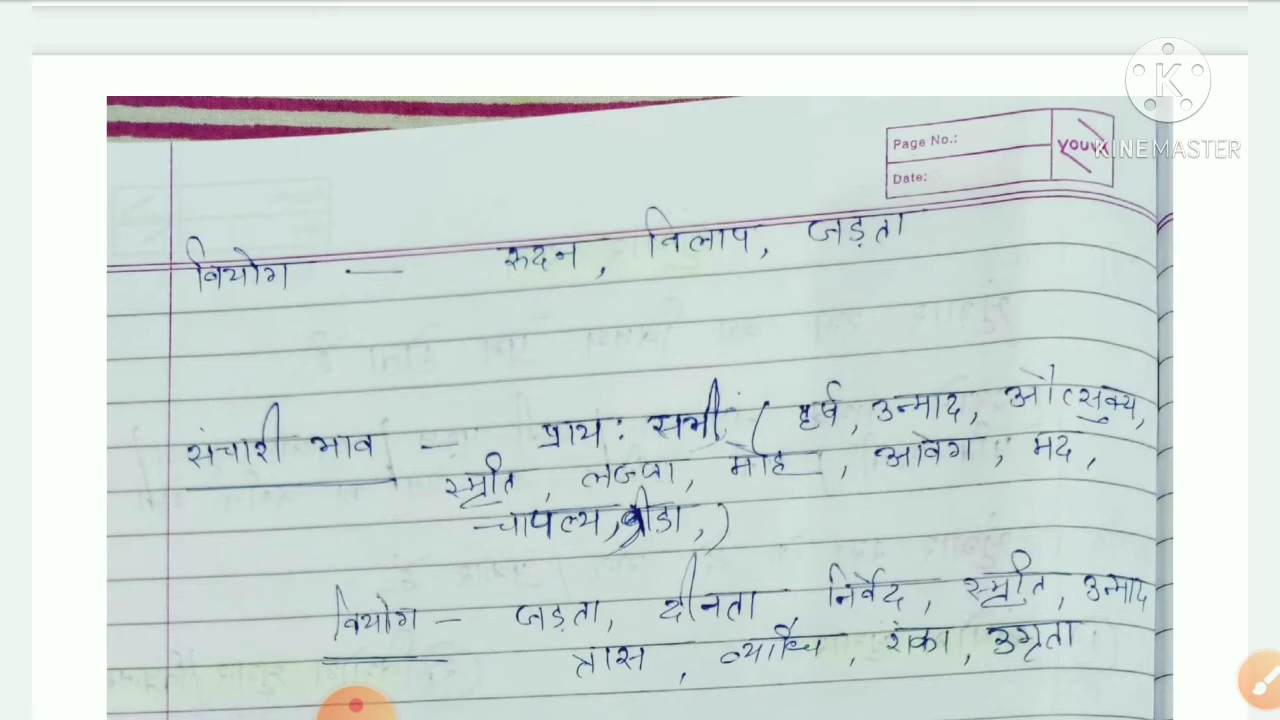 KINEMASTER
Page No.:
YOUVA
Date:
वियोग — रुदन, विलाप, जड़ता
संचारी भाव – प्राय: सभी (हर्ष, उन्माद, औत्सुक्य,
स्मृति, लज्जा, मोह, आवेग, मद,
चापल्य, व्रीडा,)
वियोग – जड़ता, दीनता, निर्वेद, स्मृति, उन्माद
त्रास, व्याधि, शंका, उग्रता